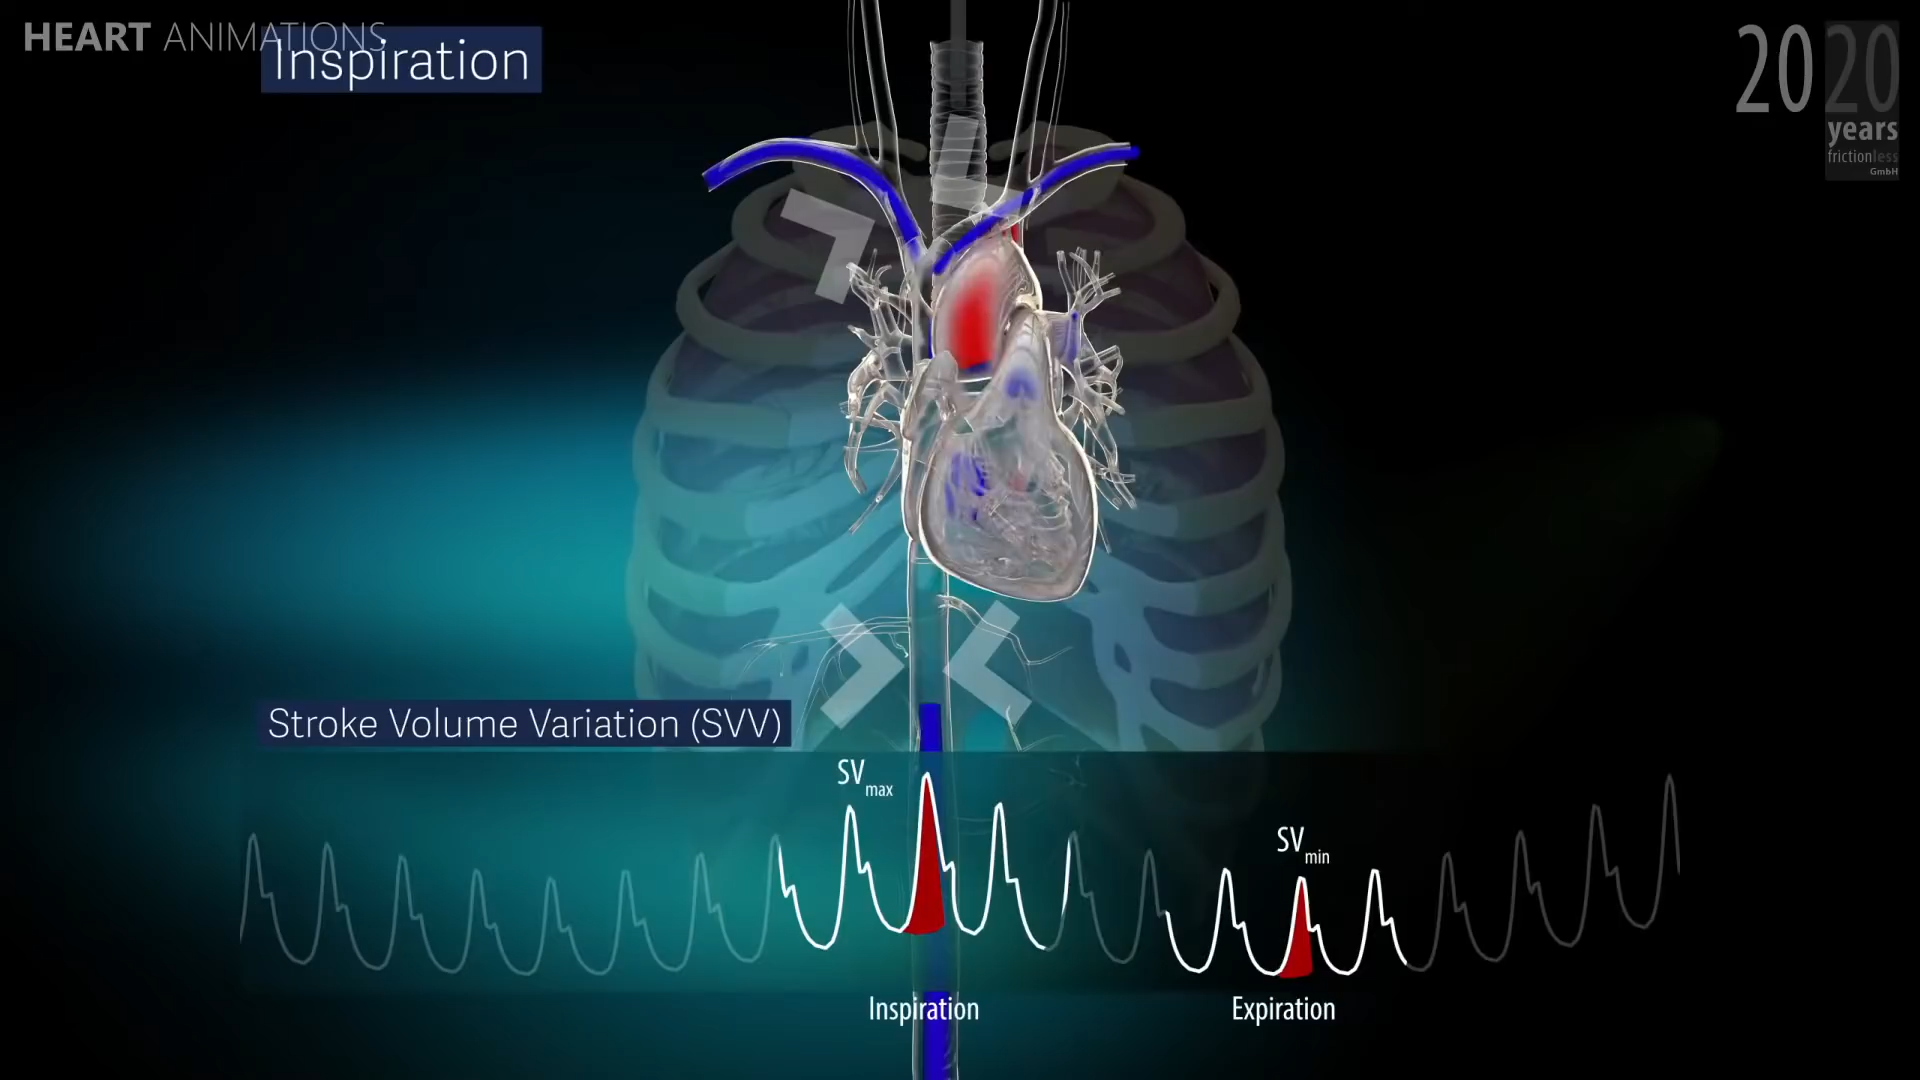 HEART ANIMATIONS
Inspiration
2020
years
frictionless
GmbH
Stroke Volume Variation (SVV)
SVmax
SVmin
Inspiration
Expiration